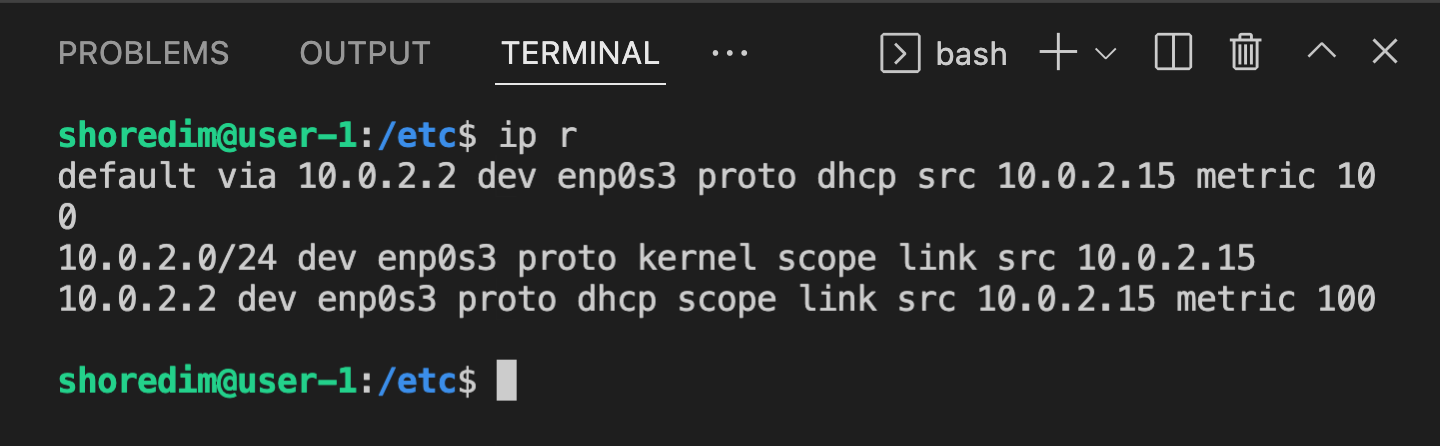 PROBLEMS OUTPUT TERMINAL ··· bash
shoredim@user-1:/etc$ ip r
default via 10.0.2.2 dev enp0s3 proto dhcp src 10.0.2.15 metric 10
0
10.0.2.0/24 dev enp0s3 proto kernel scope link src 10.0.2.15
10.0.2.2 dev enp0s3 proto dhcp scope link src 10.0.2.15 metric 100
shoredim@user-1:/etc$